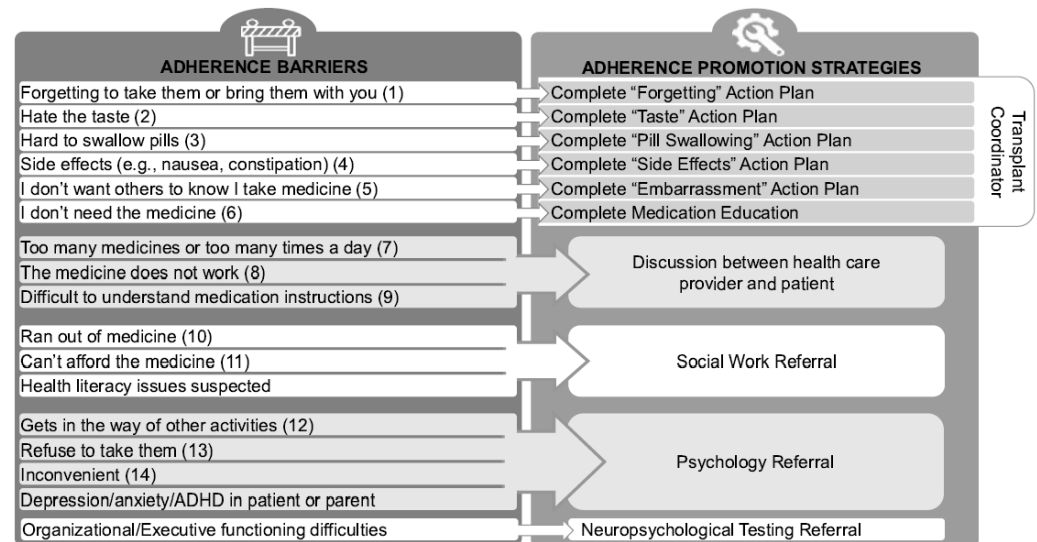 ADHERENCE BARRIERS
ADHERENCE PROMOTION STRATEGIES
Forgetting to take them or bring them with you (1)
Complete “Forgetting” Action Plan
Hate the taste (2)
Complete “Taste” Action Plan
Hard to swallow pills (3)
Complete “Pill Swallowing” Action Plan
Side effects (e.g., nausea, constipation) (4)
Complete “Side Effects” Action Plan
I don’t want others to know I take medicine (5)
Complete “Embarrassment” Action Plan
I don’t need the medicine (6)
Complete Medication Education
Transplant
Coordinator
Too many medicines or too many times a day (7)
The medicine does not work (8)
Difficult to understand medication instructions (9)
Discussion between health care
provider and patient
Ran out of medicine (10)
Can’t afford the medicine (11)
Health literacy issues suspected
Social Work Referral
Gets in the way of other activities (12)
Refuse to take them (13)
Inconvenient (14)
Depression/anxiety/ADHD in patient or parent
Psychology Referral
Organizational/Executive functioning difficulties
Neuropsychological Testing Referral